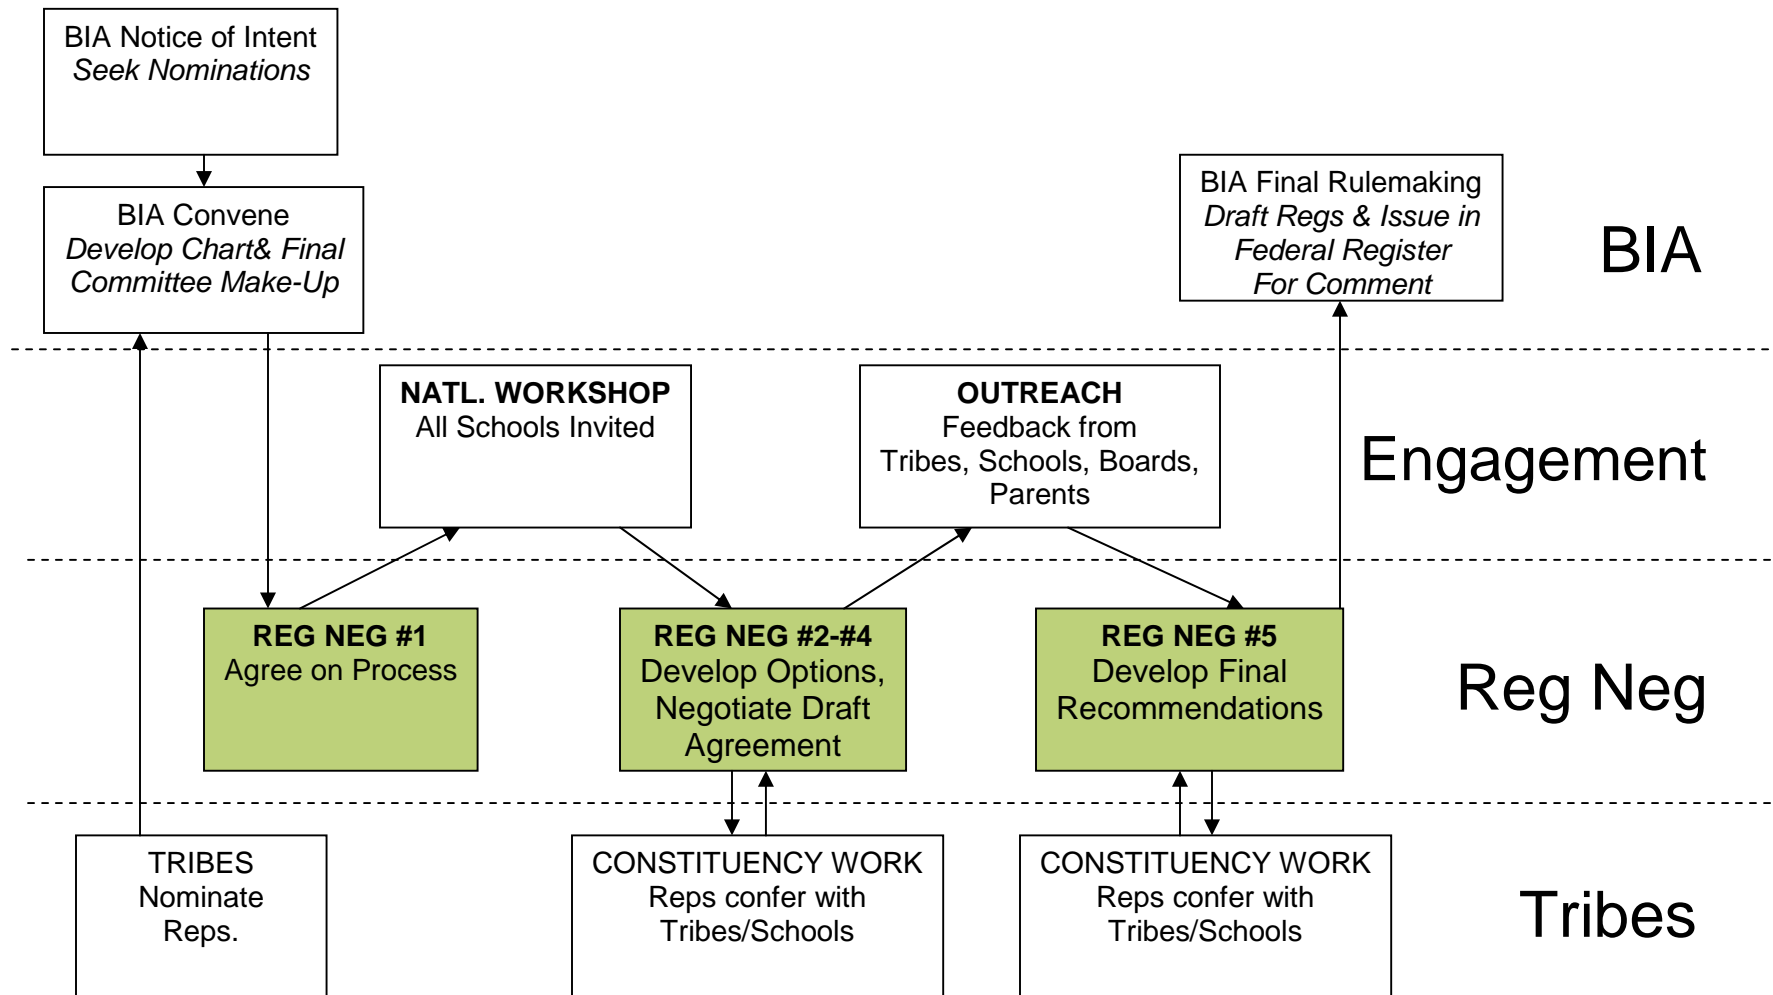 BIA Notice of Intent
Seek Nominations
BIA Convene
Develop Chart& Final
Committee Make-Up
BIA Final Rulemaking
Draft Regs & Issue in
Federal Register
For Comment
BIA
NATL. WORKSHOP
All Schools Invited
OUTREACH
Feedback from
Tribes, Schools, Boards,
Parents
Engagement
REG NEG #1
Agree on Process
REG NEG #2-#4
Develop Options,
Negotiate Draft
Agreement
REG NEG #5
Develop Final
Recommendations
Reg Neg
TRIBES
Nominate
Reps.
CONSTITUENCY WORK
Reps confer with
Tribes/Schools
CONSTITUENCY WORK
Reps confer with
Tribes/Schools
Tribes